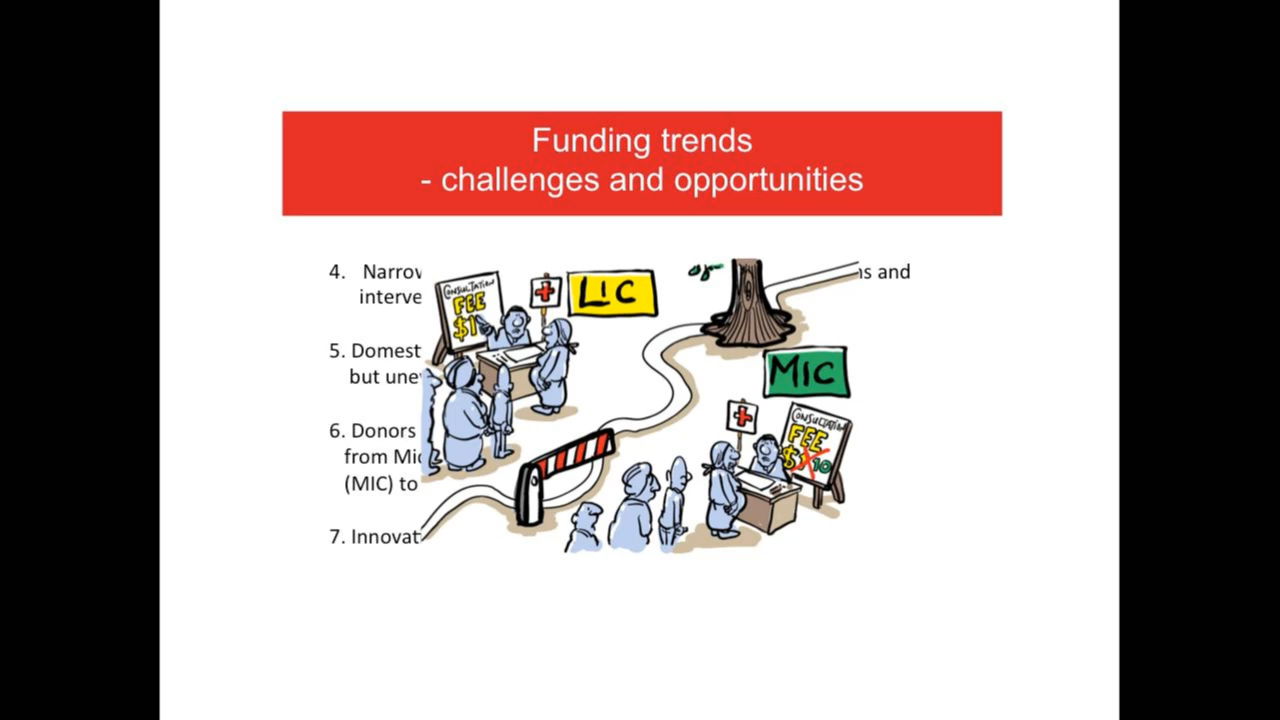 Funding trends
- challenges and opportunities
4. Narrov
s and
interve
5. Domest
but une
6. Donors
from Mi
(MIC) to
7. Innovat
CONSULTATION
FEE
$1
LIC
MIC
CONSULTATION
FEE
$ 10